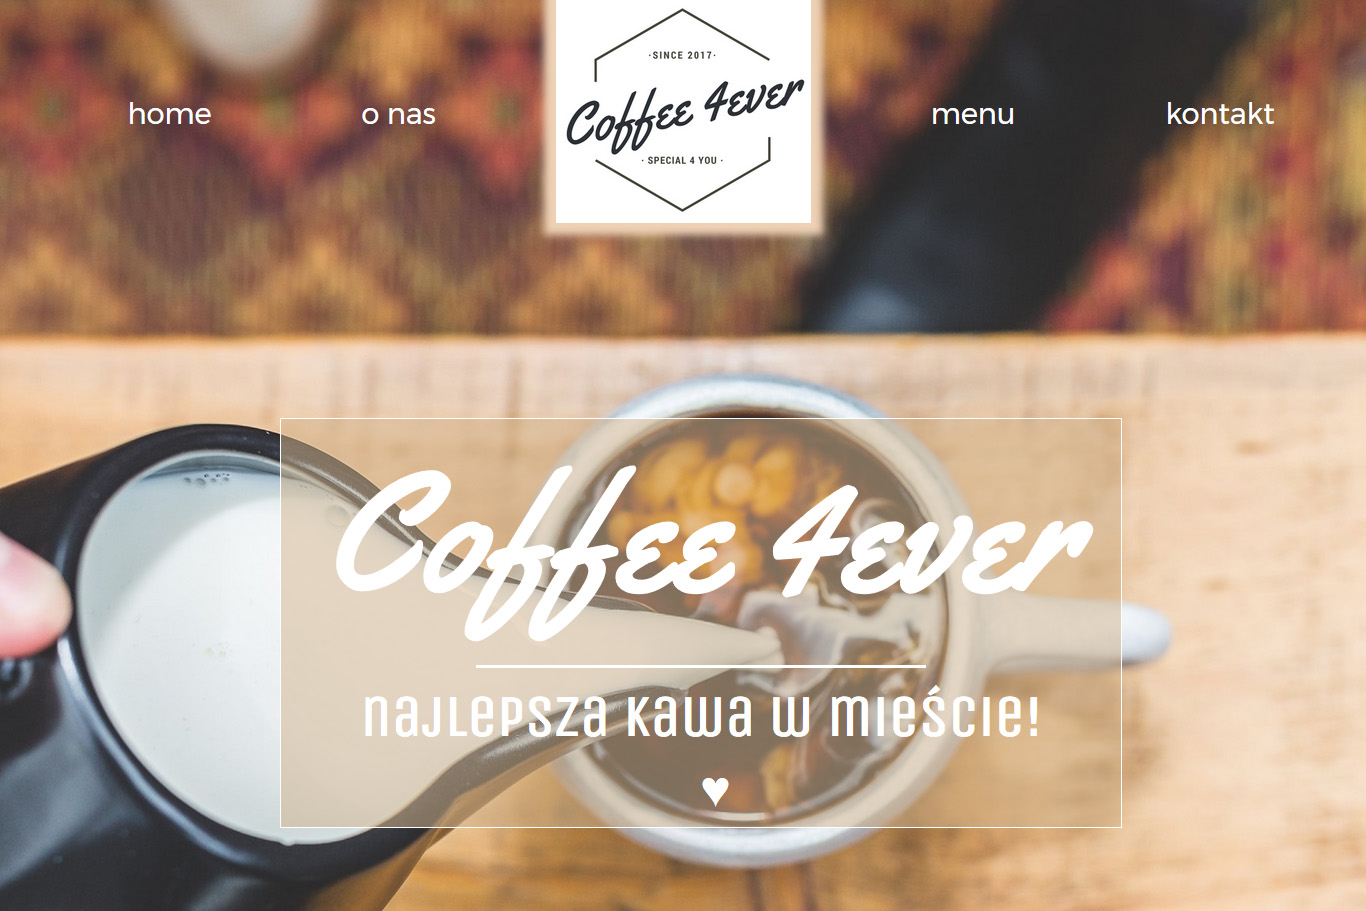 ·SINCE 2017·
Coffee 4ever
· SPECIAL 4 YOU ·
home o nas menu kontakt
Coffee 4ever
najlepsza kawa w mieście!
♥